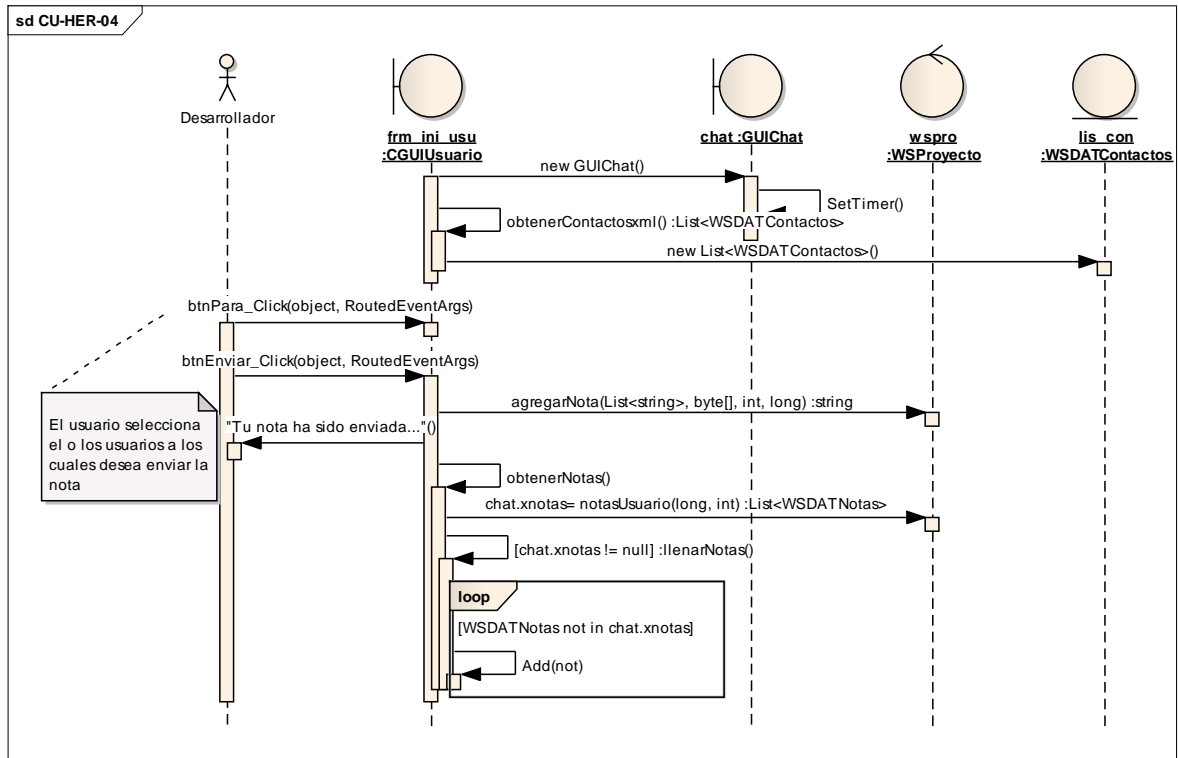 sd CU-HER-04
Desarrollador
frm_ini_usu
:CGUIUsuario
chat :GUIChat
wspro
:WSProyecto
lis_con
:WSDATContactos
new GUIChat()
SetTimer()
obtenerContactosxml() :List<WSDATContactos>
new List<WSDATContactos>()
btnPara_Click(object, RoutedEventArgs)
btnEnviar_Click(object, RoutedEventArgs)
agregarNota(List<string>, byte[], int, long) :string
El usuario selecciona
el o los usuarios a los
cuales desea enviar la
nota
"Tu nota ha sido enviada..."()
obtenerNotas()
chat.xnotas= notasUsuario(long, int) :List<WSDATNotas>
[chat.xnotas != null] :llenarNotas()
loop
[WSDATNotas not in chat.xnotas]
Add(not)